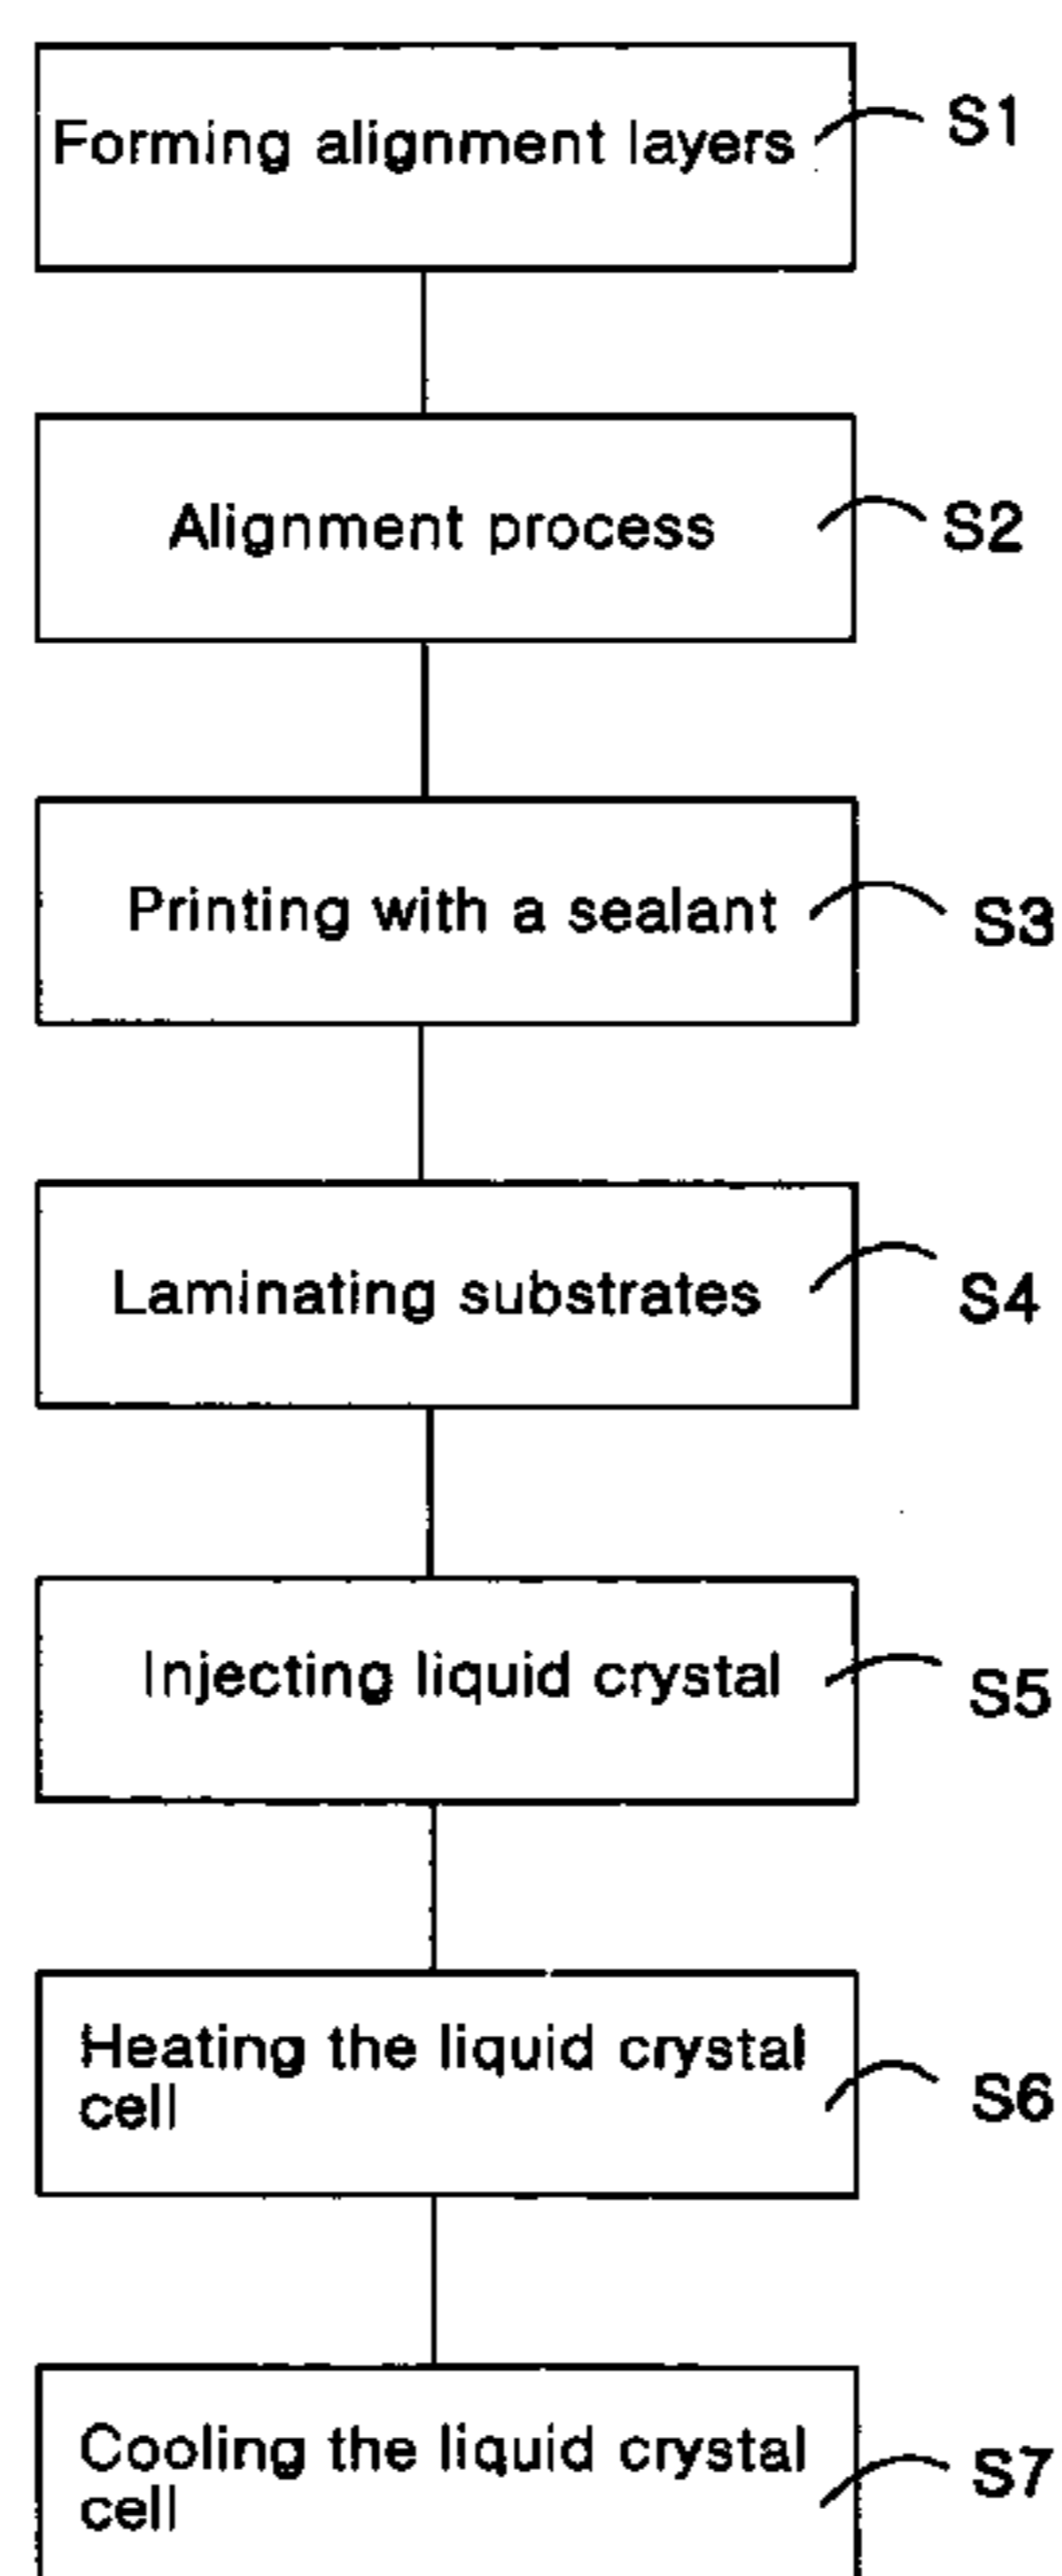 Forming alignment layers S1
Alignment process S2
Printing with a sealant S3
Laminating substrates S4
Injecting liquid crystal S5
Heating the liquid crystal
cell S6
Cooling the liquid crystal
cell S7